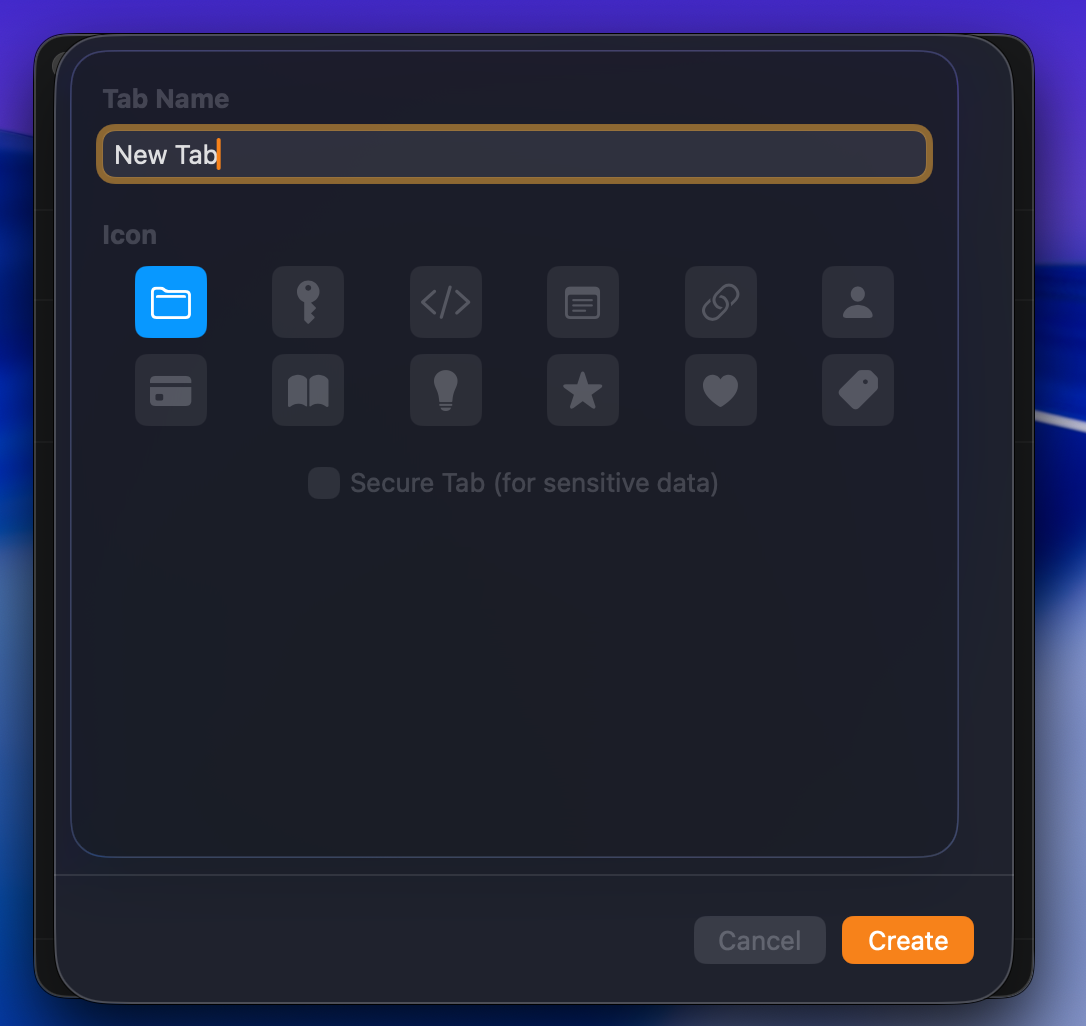 Tab Name
New Tab
Icon
Secure Tab (for sensitive data)
Cancel
Create